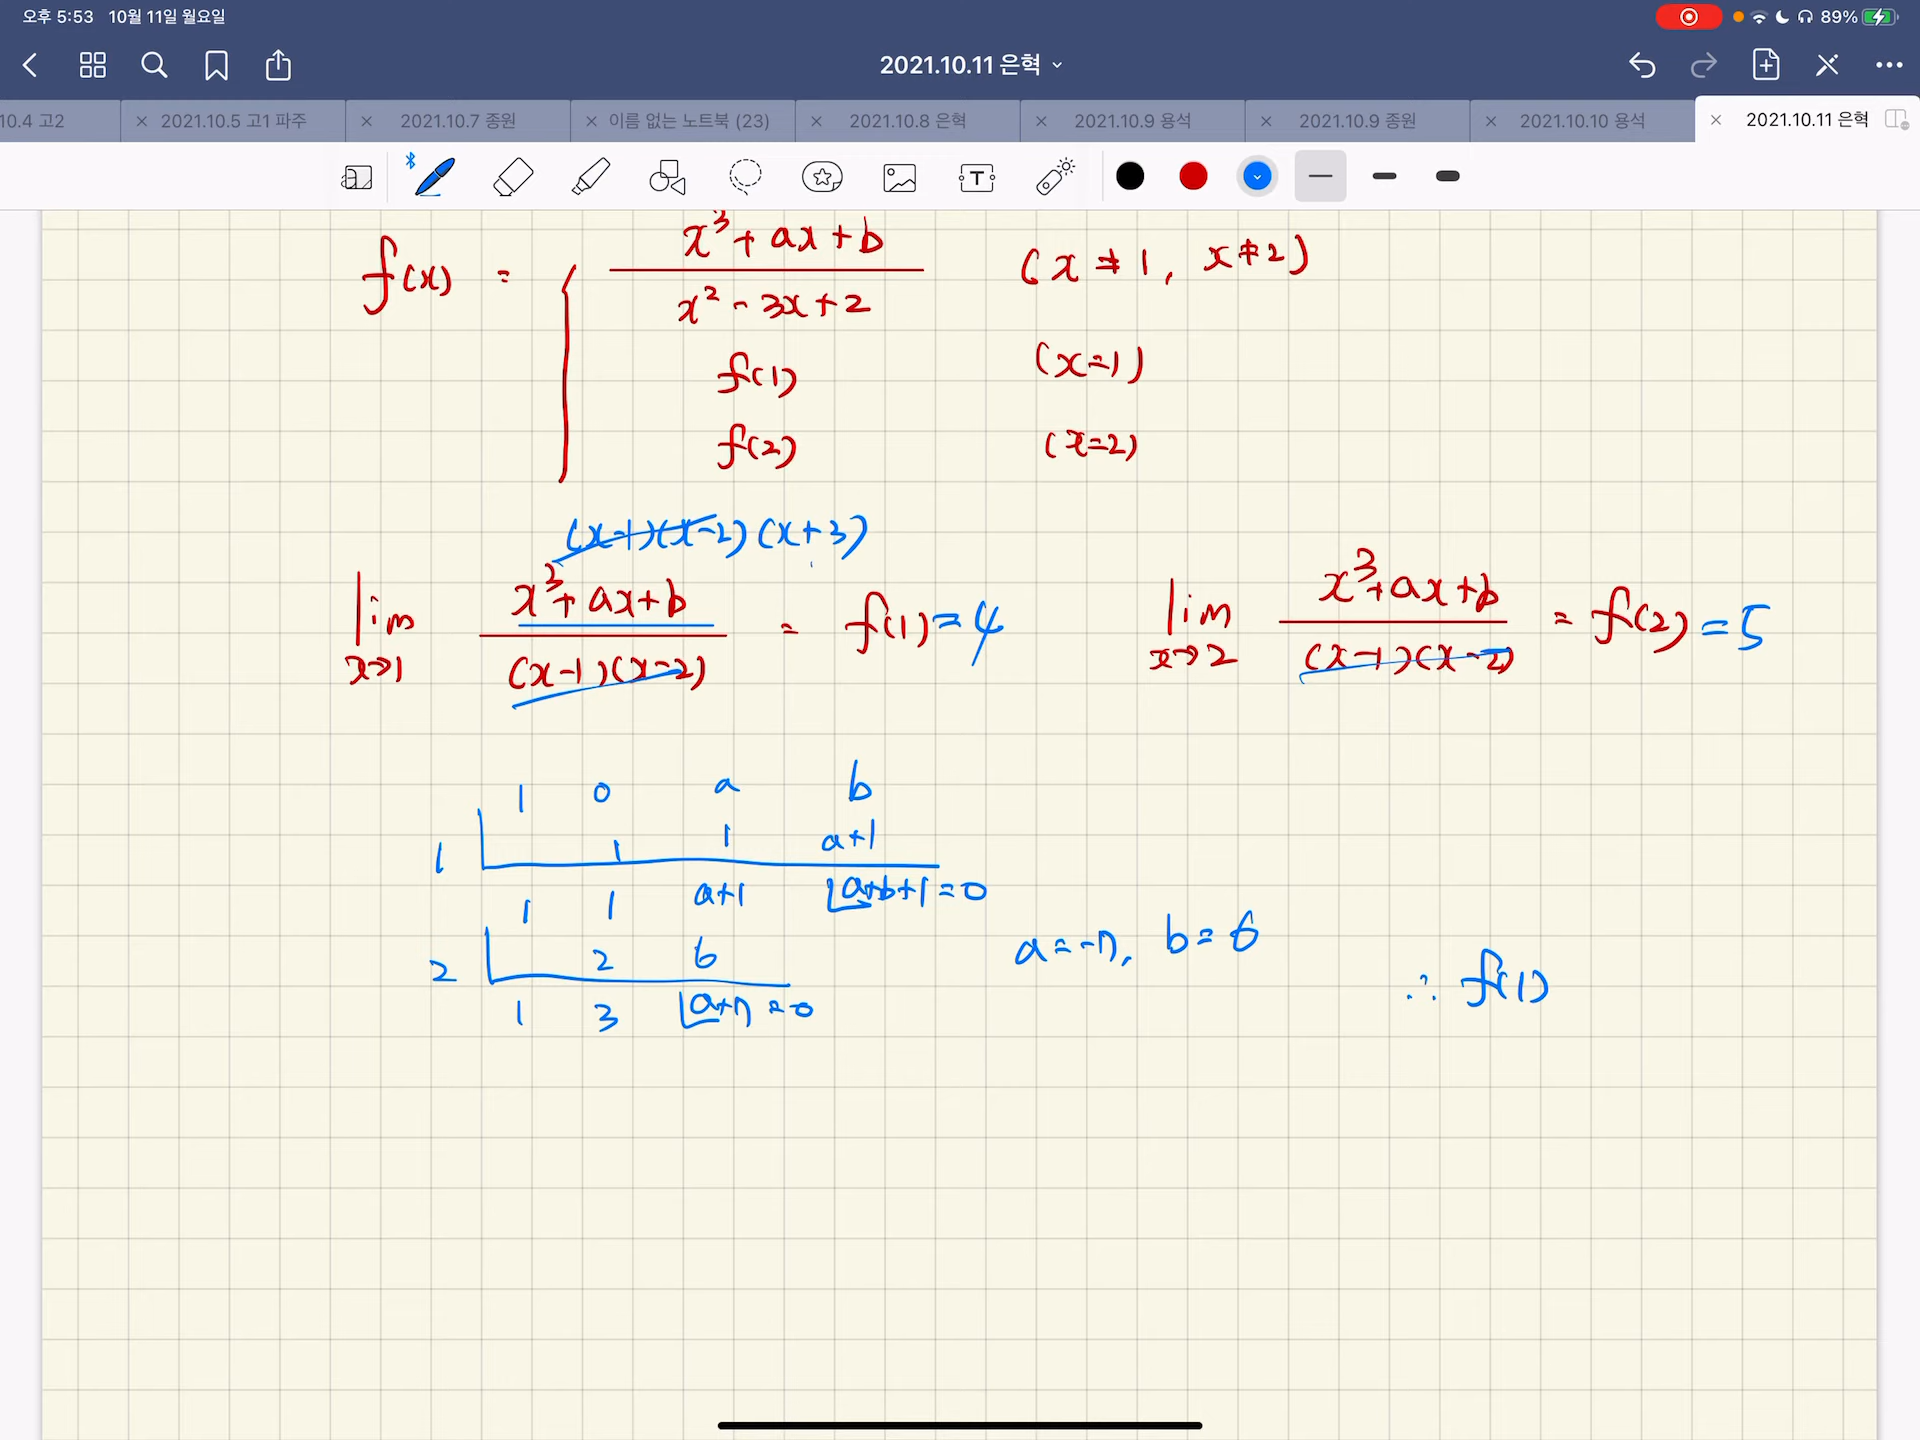 오후 5:53 10월 11일 월요일
89%
2021.10.11 은혁
10.4 고2
2021.10.5 고1 파주
2021.10.7 종원
이름 없는 노트북 (23)
2021.10.8 은혁
2021.10.9 용석
2021.10.9 종원
2021.10.10 용석
2021.10.11 은혁
x³+ax+b (x≠1, x≠2)
f(x) =
x²-3x+2
f(1) (x=1)
f(2) (x=2)
(x-1)(x-2)(x+3)
lim x→1 x³+ax+b / (x-1)(x-2) = f(1)=4
lim x→2 x³+ax+b / (x-1)(x-2) = f(2)=5
1 0 a b
1 1 1 a+1
1 1 a+1 a+b+1=0
2 2 6
1 3 a+7=0
a=-7, b=6
∴ f(1)